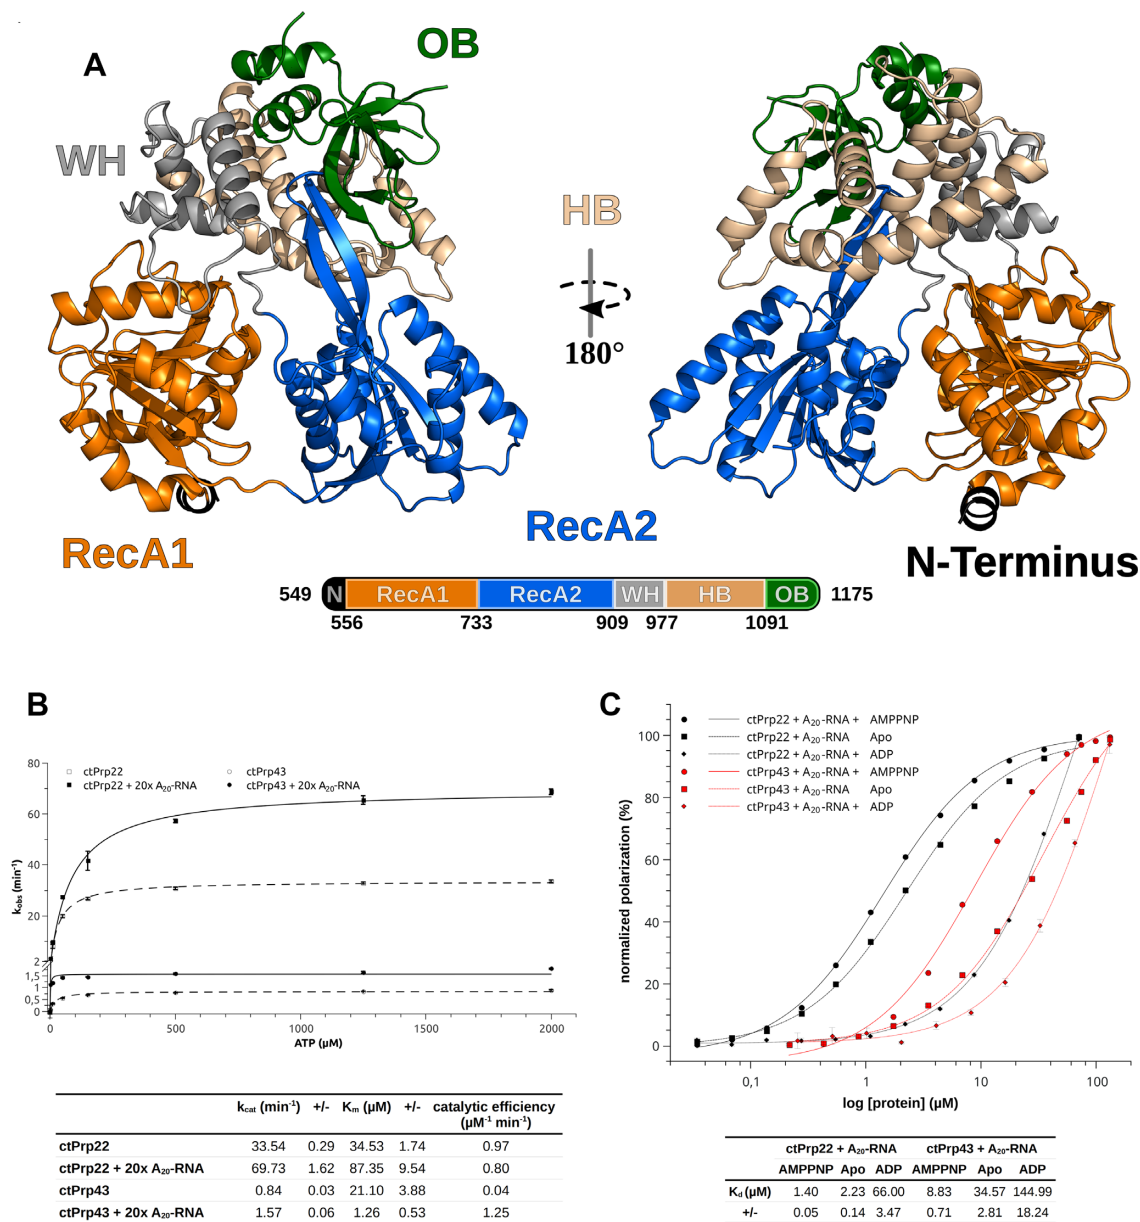 A
OB
WH
HB
180°
RecA1
RecA2
N-Terminus
549 N RecA1 RecA2 WH HB OB 1175
556 733 909 977 1091
B
ctPrp22 ctPrp43
ctPrp22 + 20x A20-RNA ctPrp43 + 20x A20-RNA
kobs (min-1)
80
60
40
20
2
1,5
1
0,5
0
0 500 1000 1500 2000
ATP (µM)
kcat (min-1) +/- Km (µM) +/- catalytic efficiency
(µM-1 min-1)
ctPrp22 33.54 0.29 34.53 1.74 0.97
ctPrp22 + 20x A20-RNA 69.73 1.62 87.35 9.54 0.80
ctPrp43 0.84 0.03 21.10 3.88 0.04
ctPrp43 + 20x A20-RNA 1.57 0.06 1.26 0.53 1.25
C
ctPrp22 + A20-RNA + AMPPNP
ctPrp22 + A20-RNA Apo
ctPrp22 + A20-RNA + ADP
ctPrp43 + A20-RNA + AMPPNP
ctPrp43 + A20-RNA Apo
ctPrp43 + A20-RNA + ADP
normalized polarization (%)
100
80
60
40
20
0
0,1 1 10 100
log [protein] (µM)
ctPrp22 + A20-RNA ctPrp43 + A20-RNA
AMPPNP Apo ADP AMPPNP Apo ADP
Kd (µM) 1.40 2.23 66.00 8.83 34.57 144.99
+/- 0.05 0.14 3.47 0.71 2.81 18.24